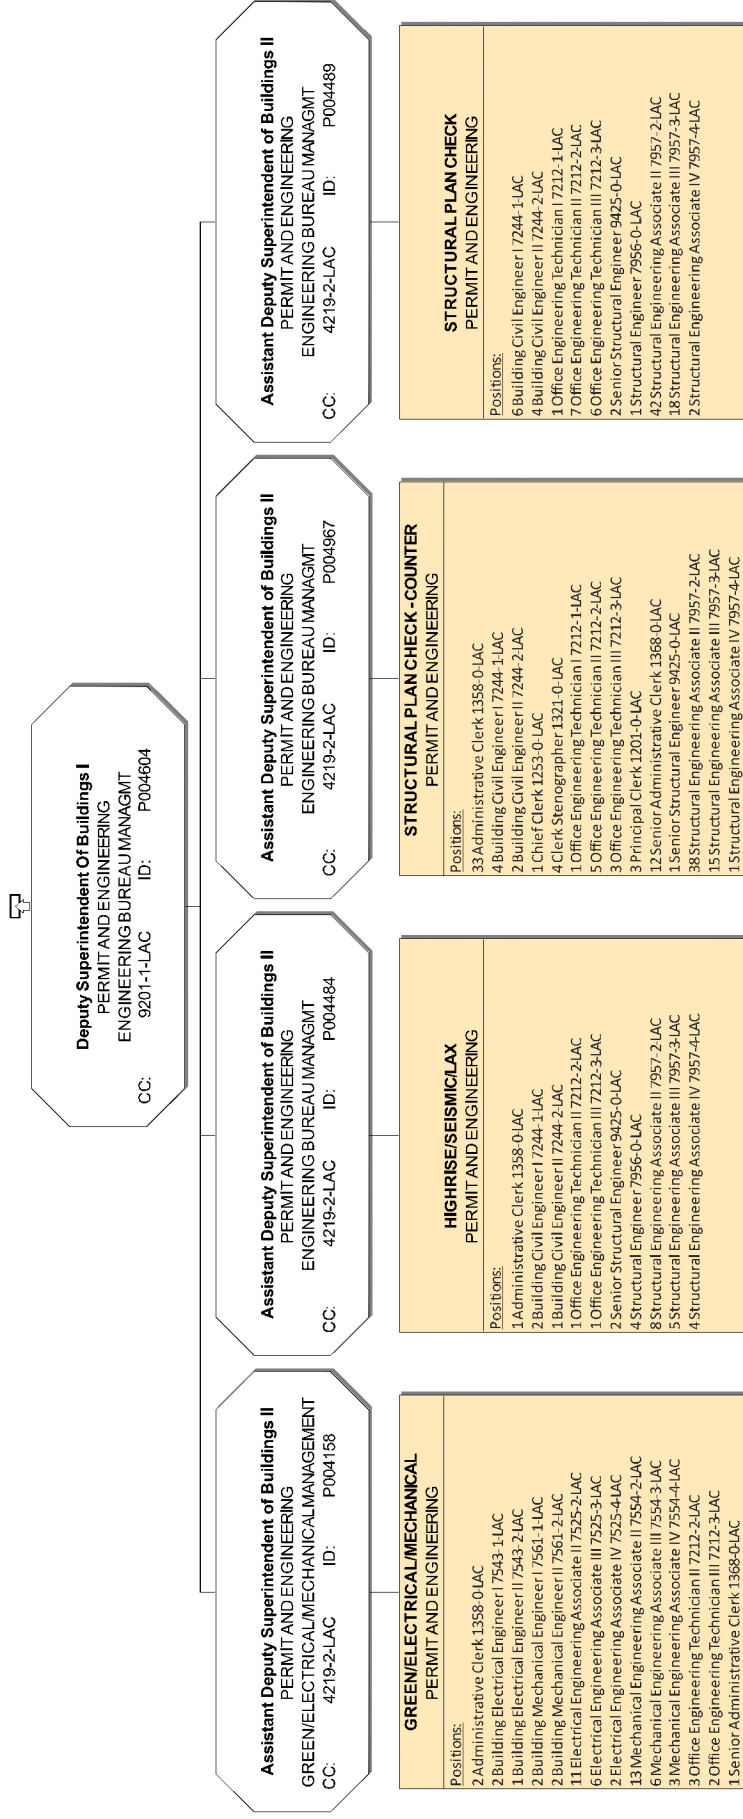 Deputy Superintendent Of Buildings I
PERMIT AND ENGINEERING
ENGINEERING BUREAU MANAGMT
CC: 9201-1-LAC ID: P004604
Assistant Deputy Superintendent of Buildings II
PERMIT AND ENGINEERING
GREEN/ELECTRICAL/MECHANICAL MANAGEMENT
CC: 4219-2-LAC ID: P004158
Assistant Deputy Superintendent of Buildings II
PERMIT AND ENGINEERING
ENGINEERING BUREAU MANAGMT
CC: 4219-2-LAC ID: P004484
Assistant Deputy Superintendent of Buildings II
PERMIT AND ENGINEERING
ENGINEERING BUREAU MANAGMT
CC: 4219-2-LAC ID: P004967
Assistant Deputy Superintendent of Buildings II
PERMIT AND ENGINEERING
ENGINEERING BUREAU MANAGMT
CC: 4219-2-LAC ID: P004489
GREEN/ELECTRICAL/MECHANICAL
PERMIT AND ENGINEERING
Positions:
2 Administrative Clerk 1358-0-LAC
2 Building Electrical Engineer I 7543-1-LAC
1 Building Electrical Engineer II 7543-2-LAC
2 Building Mechanical Engineer I 7561-1-LAC
2 Building Mechanical Engineer II 7561-2-LAC
11 Electrical Engineering Associate II 7525-2-LAC
6 Electrical Engineering Associate III 7525-3-LAC
2 Electrical Engineering Associate IV 7525-4-LAC
13 Mechanical Engineering Associate II 7554-2-LAC
6 Mechanical Engineering Associate III 7554-3-LAC
3 Mechanical Engineering Associate IV 7554-4-LAC
3 Office Engineering Technician II 7212-2-LAC
2 Office Engineering Technician III 7212-3-LAC
1 Senior Administrative Clerk 1368-0-LAC
HIGHRISE/SEISMIC/LAX
PERMIT AND ENGINEERING
Positions:
1 Administrative Clerk 1358-0-LAC
2 Building Civil Engineer I 7244-1-LAC
1 Building Civil Engineer II 7244-2-LAC
1 Office Engineering Technician II 7212-2-LAC
1 Office Engineering Technician III 7212-3-LAC
2 Senior Structural Engineer 9425-0-LAC
4 Structural Engineer 7956-0-LAC
8 Structural Engineering Associate II 7957-2-LAC
5 Structural Engineering Associate III 7957-3-LAC
4 Structural Engineering Associate IV 7957-4-LAC
STRUCTURAL PLAN CHECK - COUNTER
PERMIT AND ENGINEERING
Positions:
33 Administrative Clerk 1358-0-LAC
4 Building Civil Engineer I 7244-1-LAC
2 Building Civil Engineer II 7244-2-LAC
1 Chief Clerk 1253-0-LAC
4 Clerk Stenographer 1321-0-LAC
1 Office Engineering Technician I 7212-1-LAC
5 Office Engineering Technician II 7212-2-LAC
3 Office Engineering Technician III 7212-3-LAC
3 Principal Clerk 1201-0-LAC
12 Senior Administrative Clerk 1368-0-LAC
1 Senior Structural Engineer 9425-0-LAC
38 Structural Engineering Associate II 7957-2-LAC
15 Structural Engineering Associate III 7957-3-LAC
1 Structural Engineering Associate IV 7957-4-LAC
STRUCTURAL PLAN CHECK
PERMIT AND ENGINEERING
Positions:
6 Building Civil Engineer I 7244-1-LAC
4 Building Civil Engineer II 7244-2-LAC
1 Office Engineering Technician I 7212-1-LAC
7 Office Engineering Technician II 7212-2-LAC
6 Office Engineering Technician III 7212-3-LAC
2 Senior Structural Engineer 9425-0-LAC
1 Structural Engineer 7956-0-LAC
42 Structural Engineering Associate II 7957-2-LAC
18 Structural Engineering Associate III 7957-3-LAC
2 Structural Engineering Associate IV 7957-4-LAC